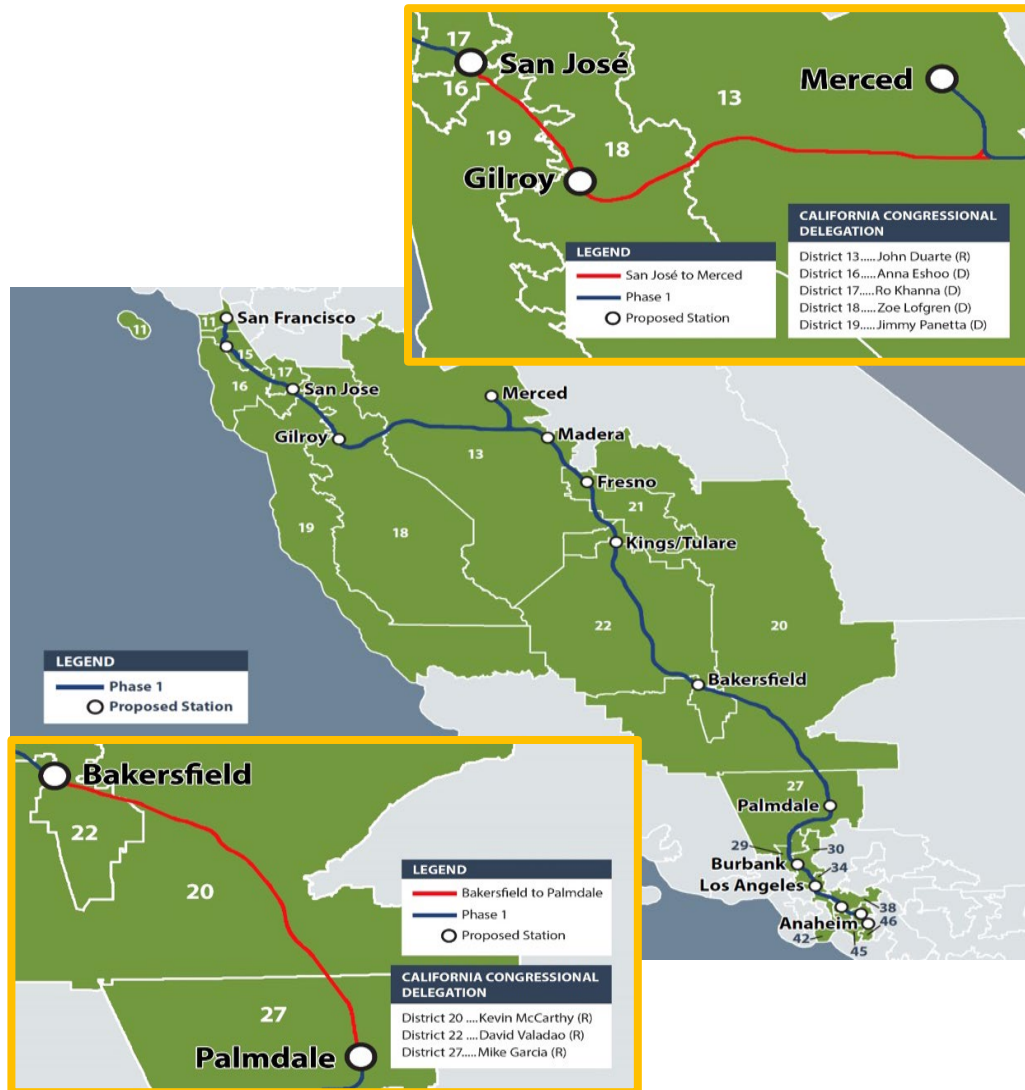 17
San José
16
13
Merced
19
18
Gilroy
LEGEND
San José to Merced
Phase 1
Proposed Station
CALIFORNIA CONGRESSIONAL
DELEGATION
District 13.....John Duarte (R)
District 16.....Anna Eshoo (D)
District 17.....Ro Khanna (D)
District 18.....Zoe Lofgren (D)
District 19.....Jimmy Panetta (D)
11
11
San Francisco
15
17
16
San Jose
Merced
Gilroy
13
Madera
Fresno
21
19
18
Kings/Tulare
22
20
Bakersfield
LEGEND
Phase 1
Proposed Station
27
Palmdale
29
30
Burbank
34
Los Angeles
38
Anaheim
46
42
45
Bakersfield
22
20
LEGEND
Bakersfield to Palmdale
Phase 1
Proposed Station
CALIFORNIA CONGRESSIONAL
DELEGATION
District 20 ....Kevin McCarthy (R)
District 22 ....David Valadao (R)
District 27.....Mike Garcia (R)
27
Palmdale